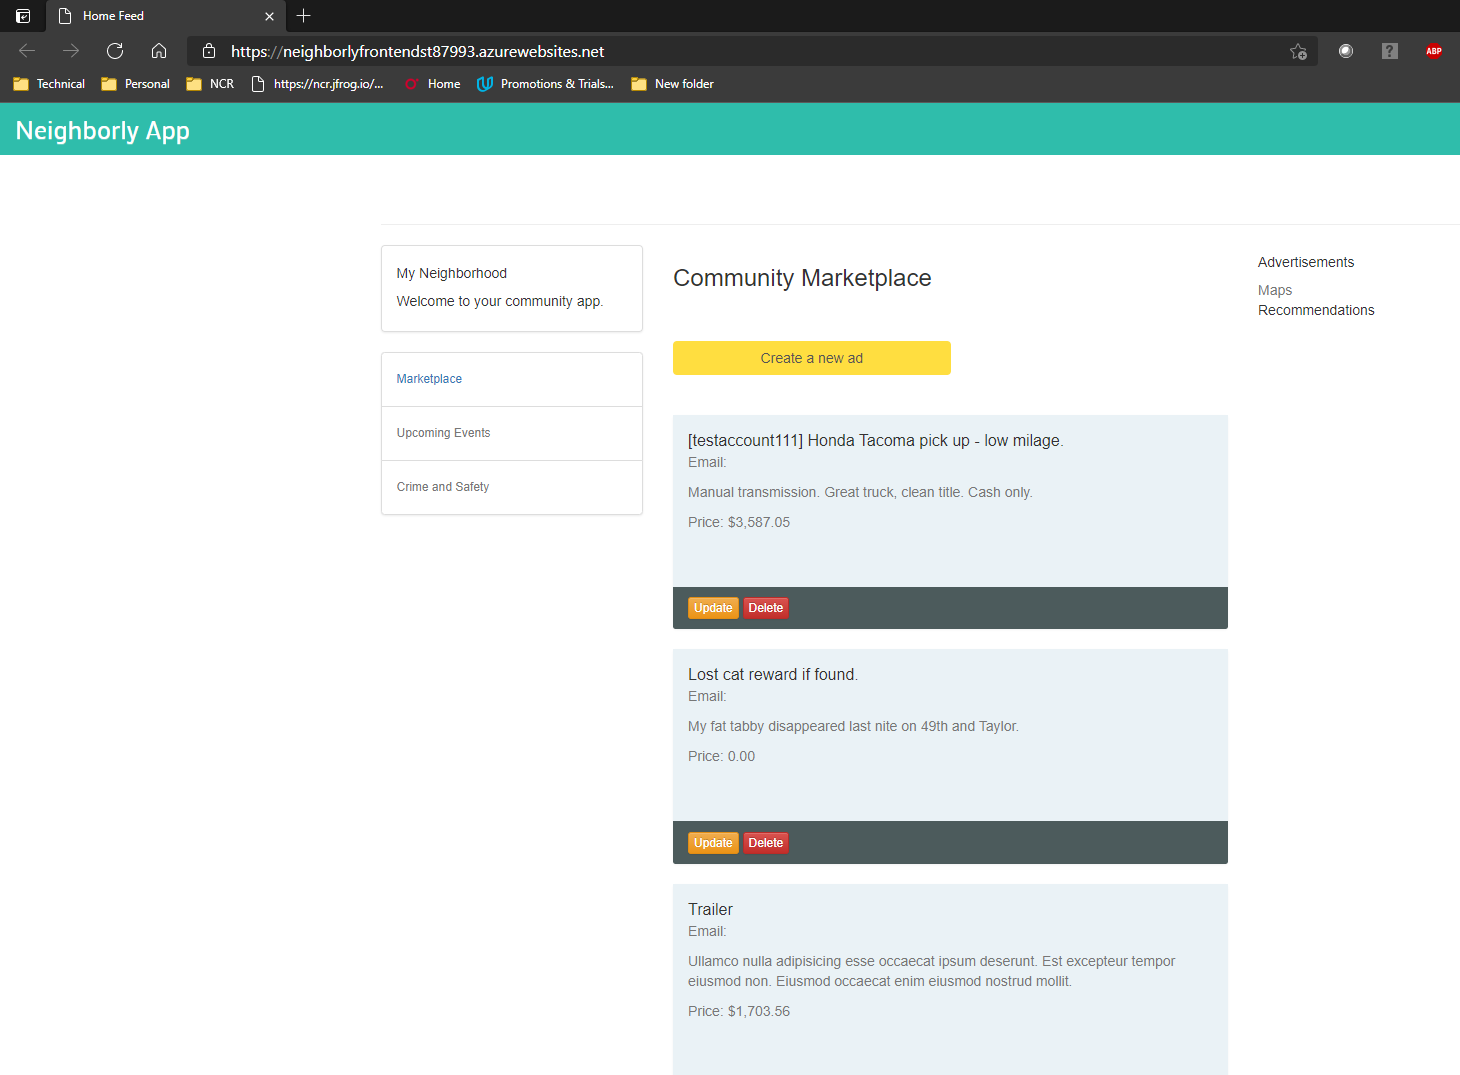 Home Feed
https://neighborlyfrontendst87993.azurewebsites.net
ABP
Technical Personal NCR https://ncr.jfrog.io/... Home Promotions & Trials... New folder
Neighborly App
My Neighborhood
Welcome to your community app.
Marketplace
Upcoming Events
Crime and Safety
Community Marketplace
Create a new ad
[testaccount111] Honda Tacoma pick up - low milage.
Email:
Manual transmission. Great truck, clean title. Cash only.
Price: $3,587.05
Update Delete
Lost cat reward if found.
Email:
My fat tabby disappeared last nite on 49th and Taylor.
Price: 0.00
Update Delete
Trailer
Email:
Ullamco nulla adipisicing esse occaecat ipsum deserunt. Est excepteur tempor
eiusmod non. Eiusmod occaecat enim eiusmod nostrud mollit.
Price: $1,703.56
Advertisements
Maps
Recommendations